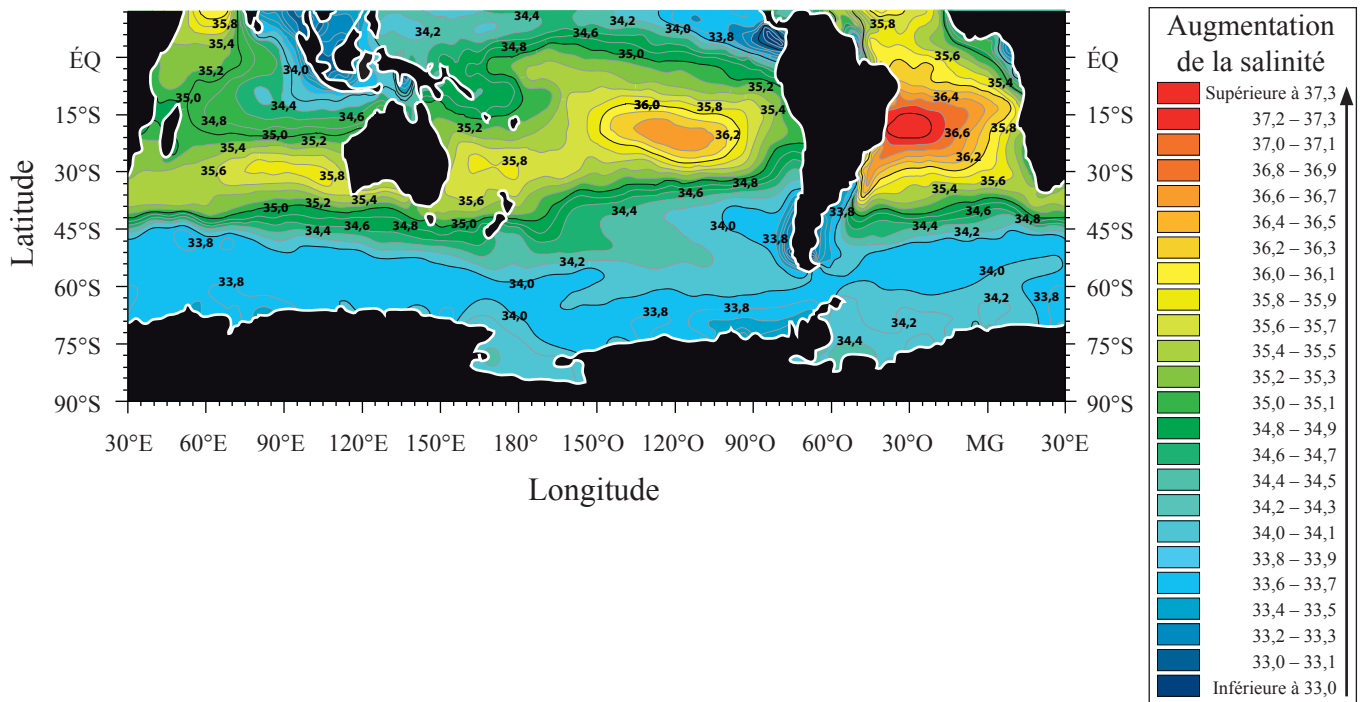 35,8 34,4 34,2 34,0 33,8 35,8
35,4 34,6 35,6
34,2 34,8 35,0
ÉQ 35,2 34,0 35,2 35,4 ÉQ
35,0 34,4 34,6 36,0 35,8 35,4 36,4
15°S 34,8 35,0 35,2 35,2 36,2 36,6 35,8 15°S
35,4 35,8 36,2
30°S 35,6 35,8 34,8 35,4 35,6 30°S
35,2 35,4 35,6 34,6
35,0 34,4 33,8 34,6 34,8
45°S 34,4 34,6 34,8 35,0 34,0 34,4 34,2 45°S
33,8 33,8
34,2 34,0
60°S 33,8 34,0 34,2 33,8 60°S
34,0 33,8 33,8 34,2
75°S 34,4 75°S
90°S 90°S
30°E 60°E 90°E 120°E 150°E 180° 150°O 120°O 90°O 60°O 30°O MG 30°E
Latitude
Longitude
Augmentation
de la salinité
Supérieure à 37,3
37,2 – 37,3
37,0 – 37,1
36,8 – 36,9
36,6 – 36,7
36,4 – 36,5
36,2 – 36,3
36,0 – 36,1
35,8 – 35,9
35,6 – 35,7
35,4 – 35,5
35,2 – 35,3
35,0 – 35,1
34,8 – 34,9
34,6 – 34,7
34,4 – 34,5
34,2 – 34,3
34,0 – 34,1
33,8 – 33,9
33,6 – 33,7
33,4 – 33,5
33,2 – 33,3
33,0 – 33,1
Inférieure à 33,0